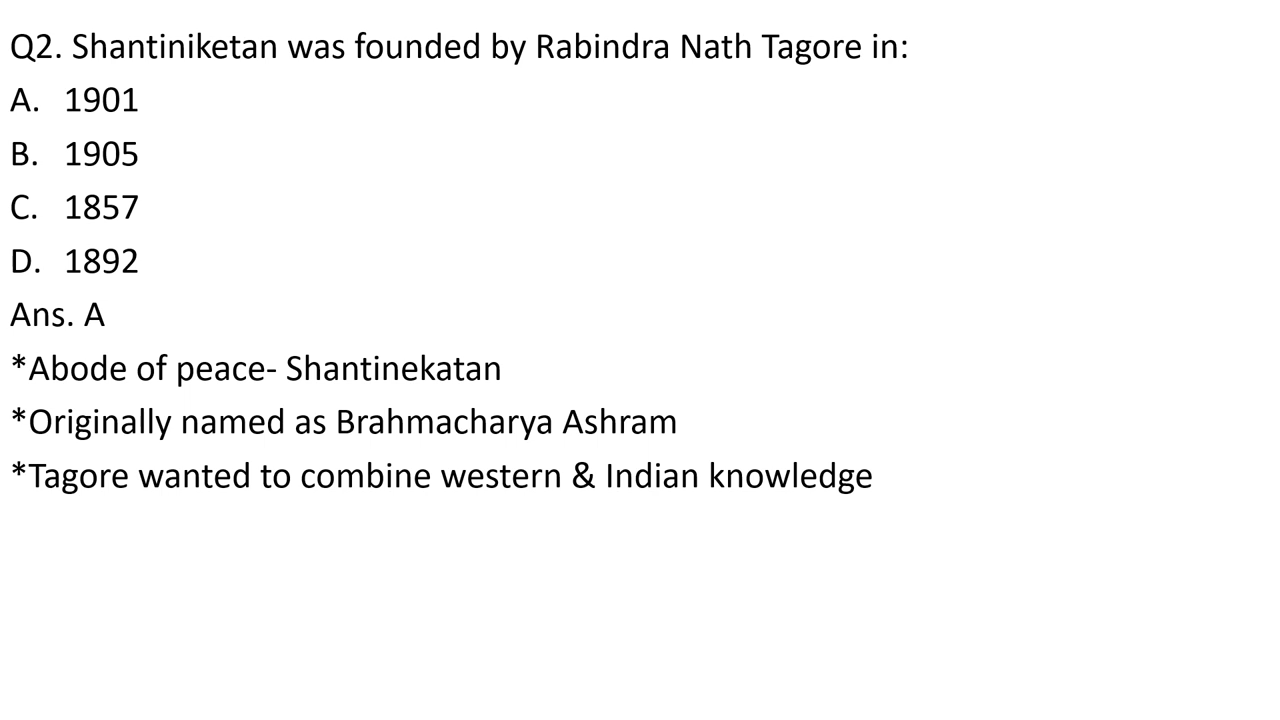 Q2. Shantiniketan was founded by Rabindra Nath Tagore in:
A. 1901
B. 1905
C. 1857
D. 1892
Ans. A
*Abode of peace- Shantinekatan
*Originally named as Brahmacharya Ashram
*Tagore wanted to combine western & Indian knowledge